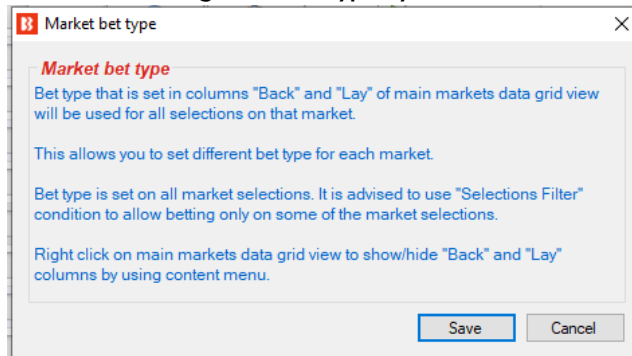 Market bet type
Market bet type
Bet type that is set in columns "Back" and "Lay" of main markets data grid view
will be used for all selections on that market.
This allows you to set different bet type for each market.
Bet type is set on all market selections. It is advised to use "Selections Filter"
condition to allow betting only on some of the market selections.
Right click on main markets data grid view to show/hide "Back" and "Lay"
columns by using content menu.
Save Cancel